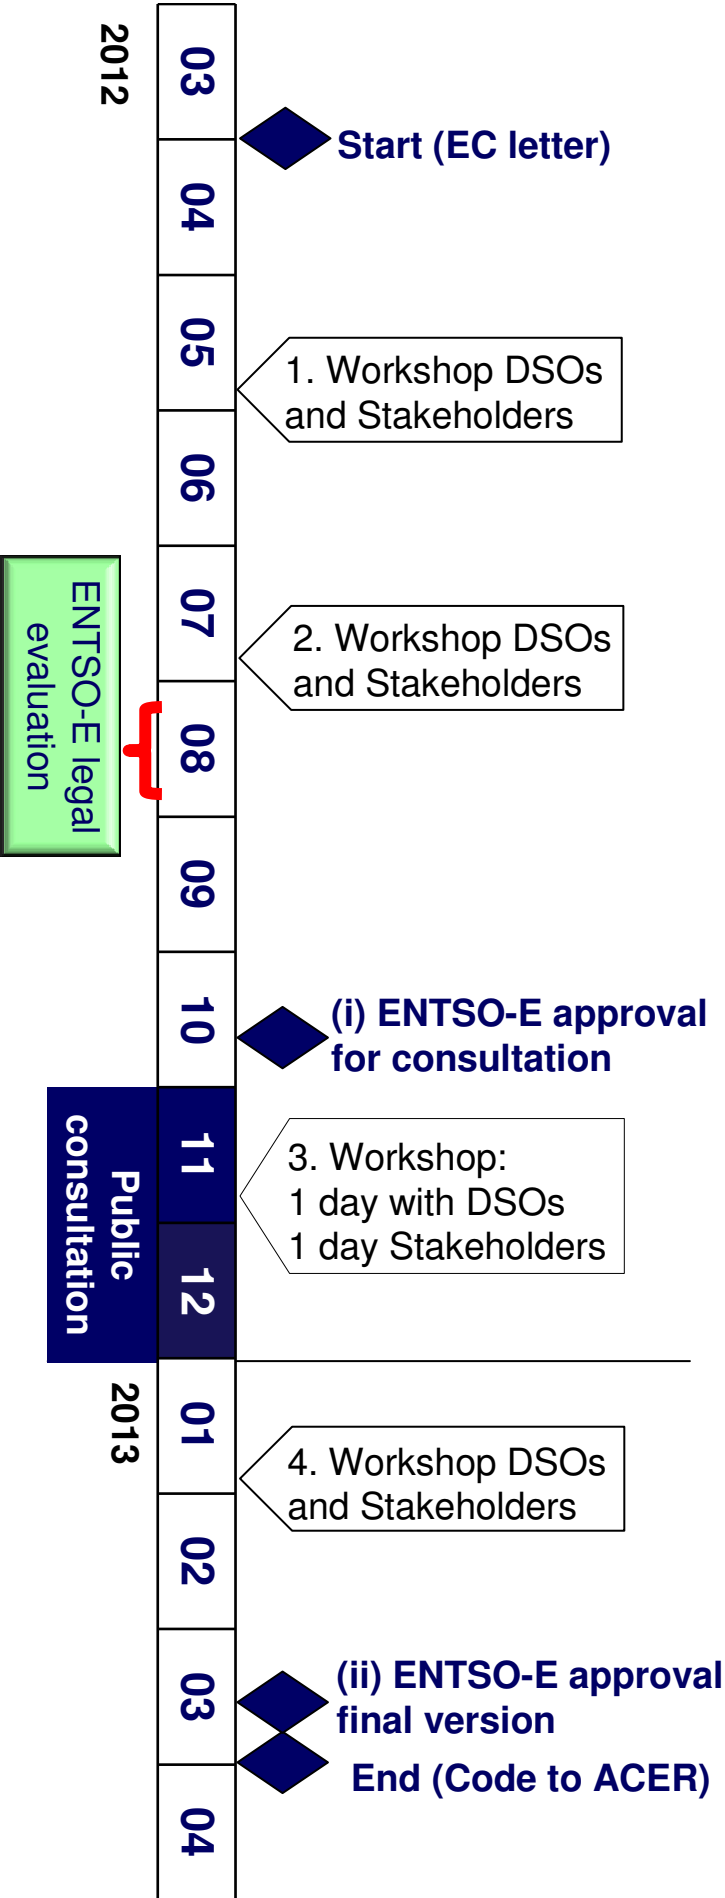 2012
03
Start (EC letter)
04
05
1. Workshop DSOs
and Stakeholders
06
07
2. Workshop DSOs
and Stakeholders
ENTSO-E legal
evaluation
08
09
10
(i) ENTSO-E approval
for consultation
11
3. Workshop:
1 day with DSOs
1 day Stakeholders
Public
consultation
12
2013
01
4. Workshop DSOs
and Stakeholders
02
03
(ii) ENTSO-E approval
final version
End (Code to ACER)
04